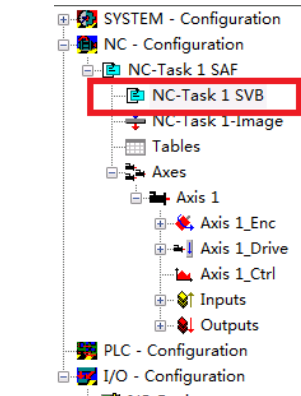 SYSTEM - Configuration
NC - Configuration
NC-Task 1 SAF
NC-Task 1 SVB
NC-Task 1-Image
Tables
Axes
Axis 1
Axis 1_Enc
Axis 1_Drive
Axis 1_Ctrl
Inputs
Outputs
PLC - Configuration
I/O - Configuration